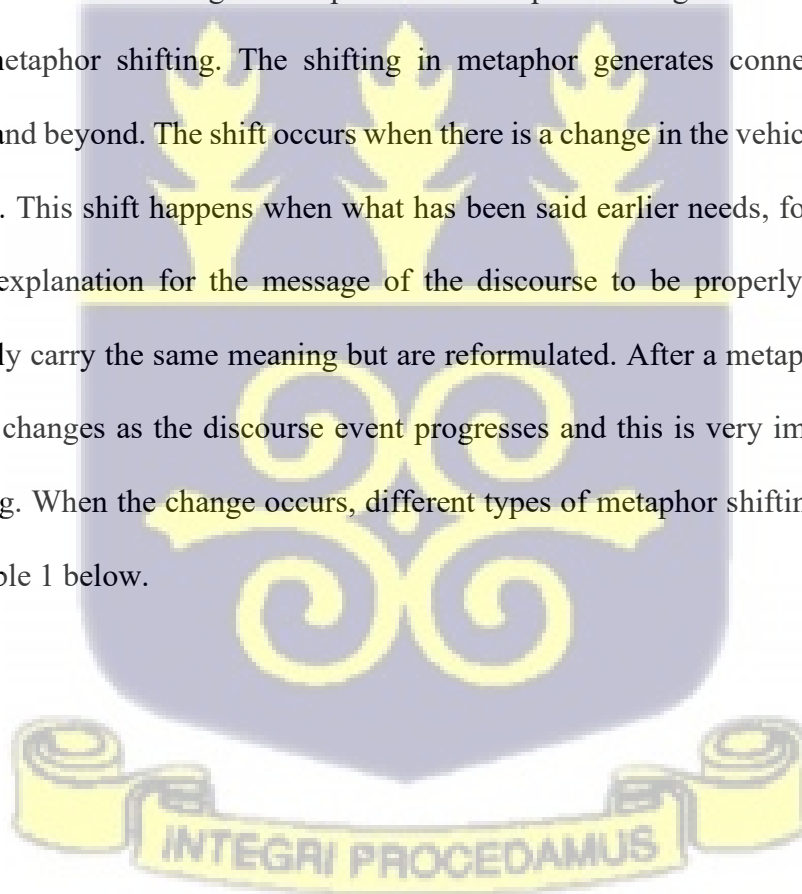 metaphor shifting. The shifting in metaphor generates conne
and beyond. The shift occurs when there is a change in the vehic
. This shift happens when what has been said earlier needs, fo
explanation for the message of the discourse to be properly
ly carry the same meaning but are reformulated. After a metap
changes as the discourse event progresses and this is very im
g. When the change occurs, different types of metaphor shiftin
ble 1 below.
INTEGRI PROCEDAMUS